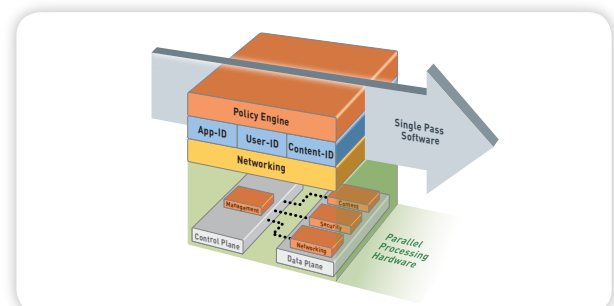 Policy Engine
App-ID
User-ID
Content-ID
Networking
Single Pass
Software
Management
Control Plane
Content
Security
Networking
Data Plane
Parallel
Processing
Hardware